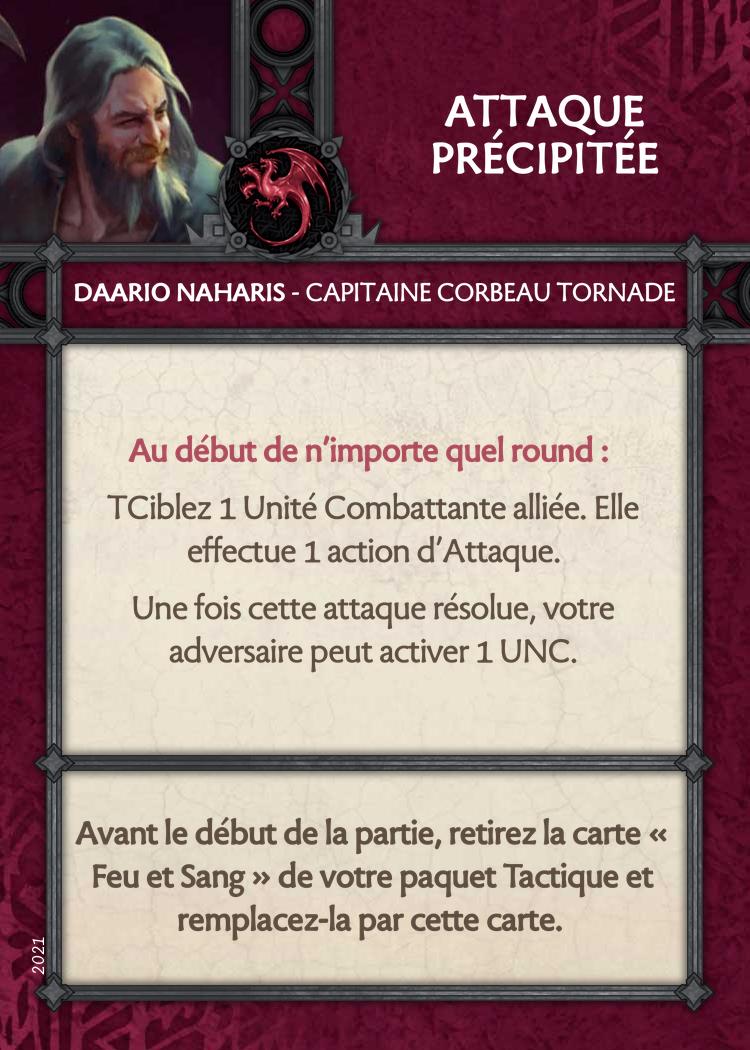 ATTAQUE
PRÉCIPITÉE
DAARIO NAHARIS - CAPITAINE CORBEAU TORNADE
Au début de n'importe quel round :
TCiblez 1 Unité Combattante alliée. Elle
effectue 1 action d'Attaque.
Une fois cette attaque résolue, votre
adversaire peut activer 1 UNC.
Avant le début de la partie, retirez la carte «
Feu et Sang » de votre paquet Tactique et
remplacez-la par cette carte.
2021